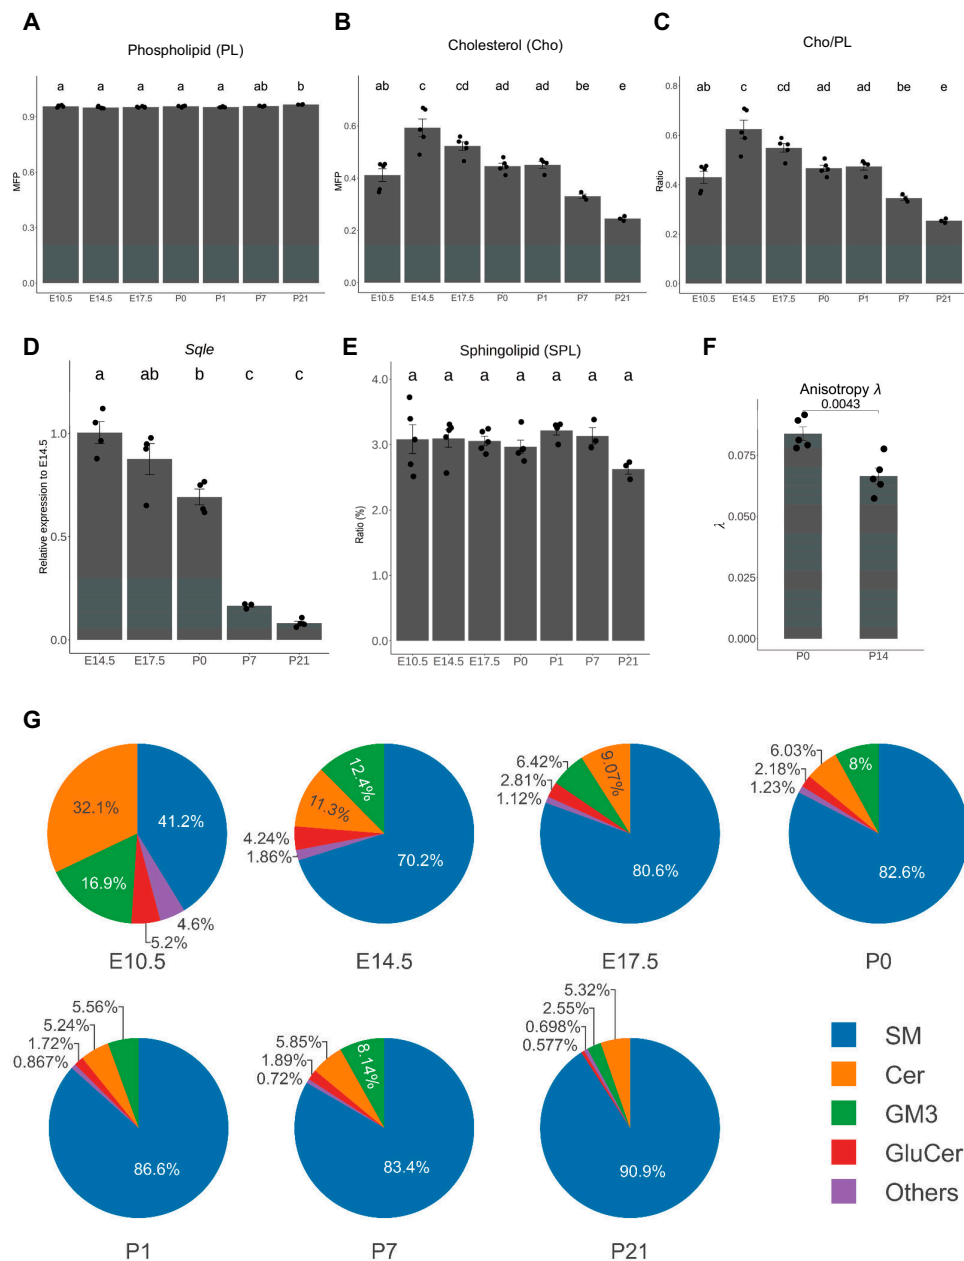 A
Phospholipid (PL)
a a a a a ab b
MFP
0.9
0.6
0.3
0.0
E10.5 E14.5 E17.5 P0 P1 P7 P21
B
Cholesterol (Cho)
ab c cd ad ad be e
MFP
0.6
0.4
0.2
0.0
E10.5 E14.5 E17.5 P0 P1 P7 P21
C
Cho/PL
ab c cd ad ad be e
Ratio
0.8
0.6
0.4
0.2
0.0
E10.5 E14.5 E17.5 P0 P1 P7 P21
D
Sqle
a ab b c c
Relative expression to E14.5
1.0
0.5
0.0
E14.5 E17.5 P0 P7 P21
E
Sphingolipid (SPL)
a a a a a a a
Ratio (%)
4.0
3.0
2.0
1.0
0.0
E10.5 E14.5 E17.5 P0 P1 P7 P21
F
Anisotropy λ
0.0043
λ
0.075
0.050
0.025
0.000
P0 P14
G
32.1%
41.2%
16.9%
4.6%
5.2%
E10.5
12.4%
11.3%
4.24%
1.86%
70.2%
E14.5
9.07%
6.42%
2.81%
1.12%
80.6%
E17.5
6.03%
8%
2.18%
1.23%
82.6%
P0
5.56%
5.24%
1.72%
0.867%
86.6%
P1
8.14%
5.85%
1.89%
0.72%
83.4%
P7
5.32%
2.55%
0.698%
0.577%
90.9%
P21
SM
Cer
GM3
GluCer
Others